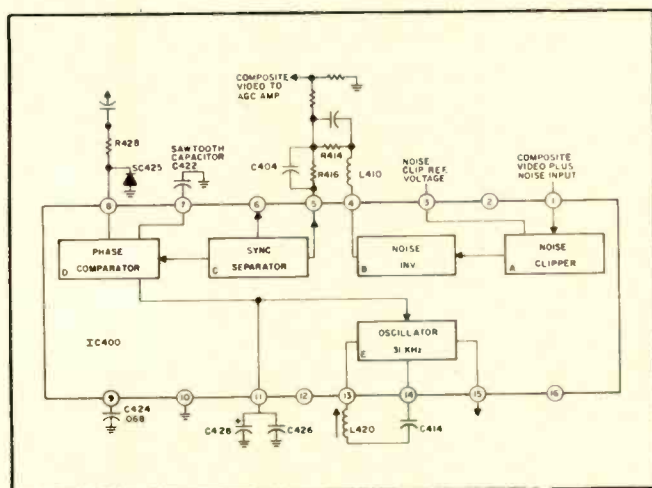 COMPOSITE
VIDEO TO
AGC AMP
R428
SC425
SAWTOOTH
CAPACITOR
C422
C404
R414
R416
L410
NOISE
CLIP REF.
VOLTAGE
COMPOSITE
VIDEO PLUS
NOISE INPUT
8
7
6
5
4
3
2
1
PHASE
COMPARATOR
D
SYNC
SEPARATOR
C
NOISE
INV.
B
NOISE
CLIPPER
A
IC400
OSCILLATOR
31 KHz
E
9
10
11
12
13
14
15
16
C424
.068
C428
+
C426
L420
C414